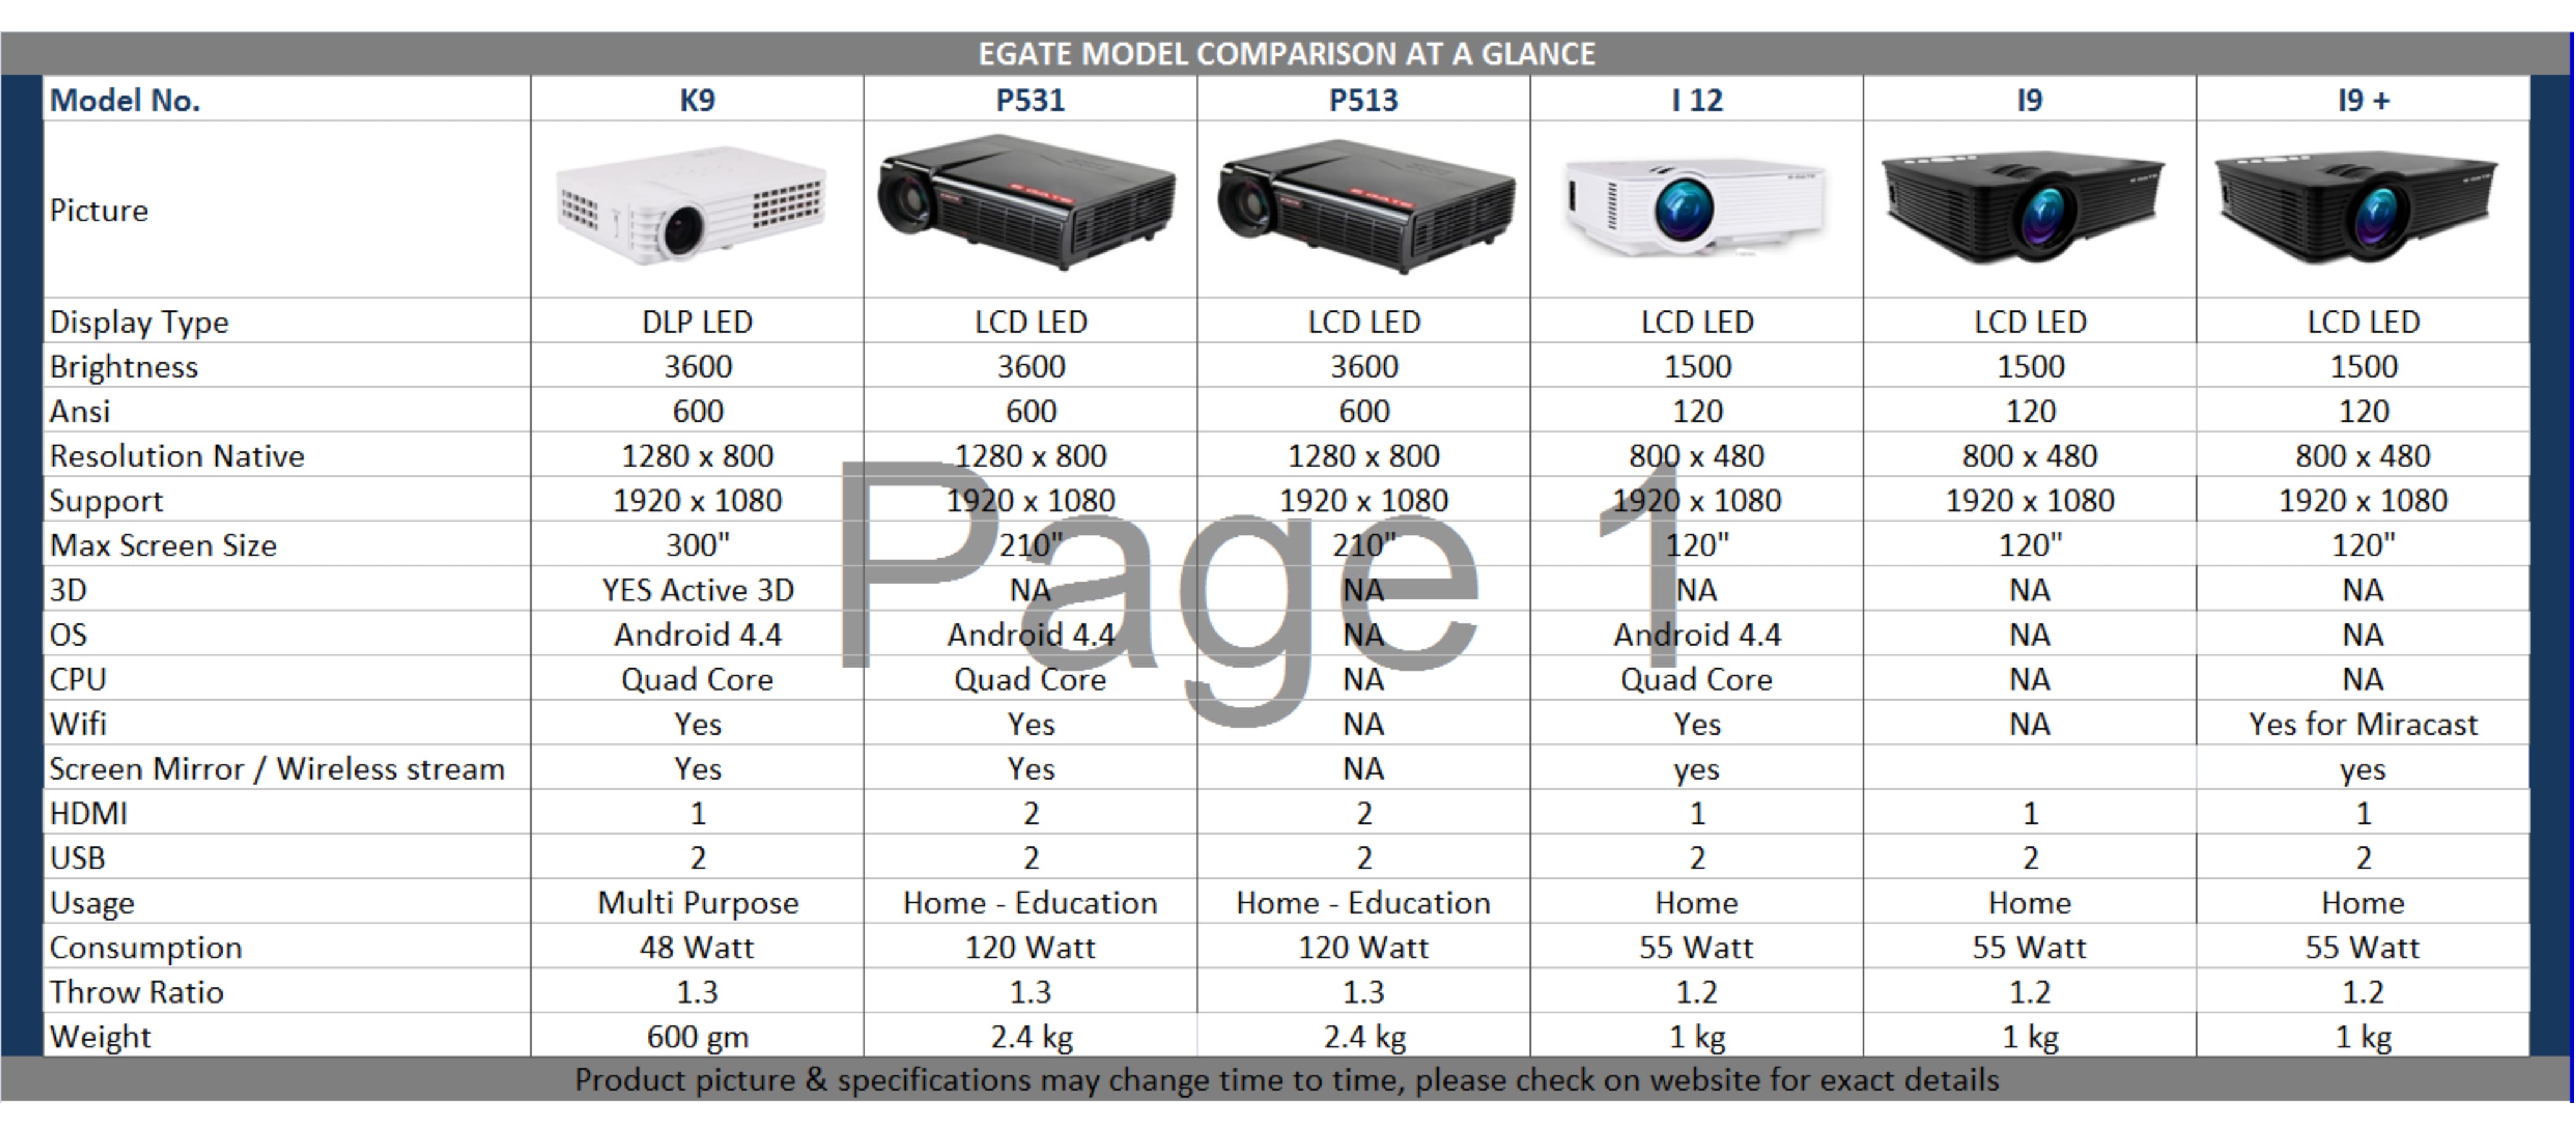 EGATE MODEL COMPARISON AT A GLANCE
Model No. K9 P531 P513 I 12 I9 I9 +
Picture
E GATE E GATE
Display Type DLP LED LCD LED LCD LED LCD LED LCD LED LCD LED
Brightness 3600 3600 3600 1500 1500 1500
Ansi 600 600 600 120 120 120
Resolution Native 1280 x 800 1280 x 800 1280 x 800 800 x 480 800 x 480 800 x 480
Support 1920 x 1080 1920 x 1080 1920 x 1080 1920 x 1080 1920 x 1080 1920 x 1080
Max Screen Size 300" 210" 210" 120" 120" 120"
3D YES Active 3D NA NA NA NA NA
Page 1
OS Android 4.4 Android 4.4 NA Android 4.4 NA NA
CPU Quad Core Quad Core NA Quad Core NA NA
Wifi Yes Yes NA Yes NA Yes for Miracast
Screen Mirror / Wireless stream Yes Yes NA yes yes
HDMI 1 2 2 1 1 1
USB 2 2 2 2 2 2
Usage Multi Purpose Home - Education Home - Education Home Home Home
Consumption 48 Watt 120 Watt 120 Watt 55 Watt 55 Watt 55 Watt
Throw Ratio 1.3 1.3 1.3 1.2 1.2 1.2
Weight 600 gm 2.4 kg 2.4 kg 1 kg 1 kg 1 kg
Product picture & specifications may change time to time, please check on website for exact details